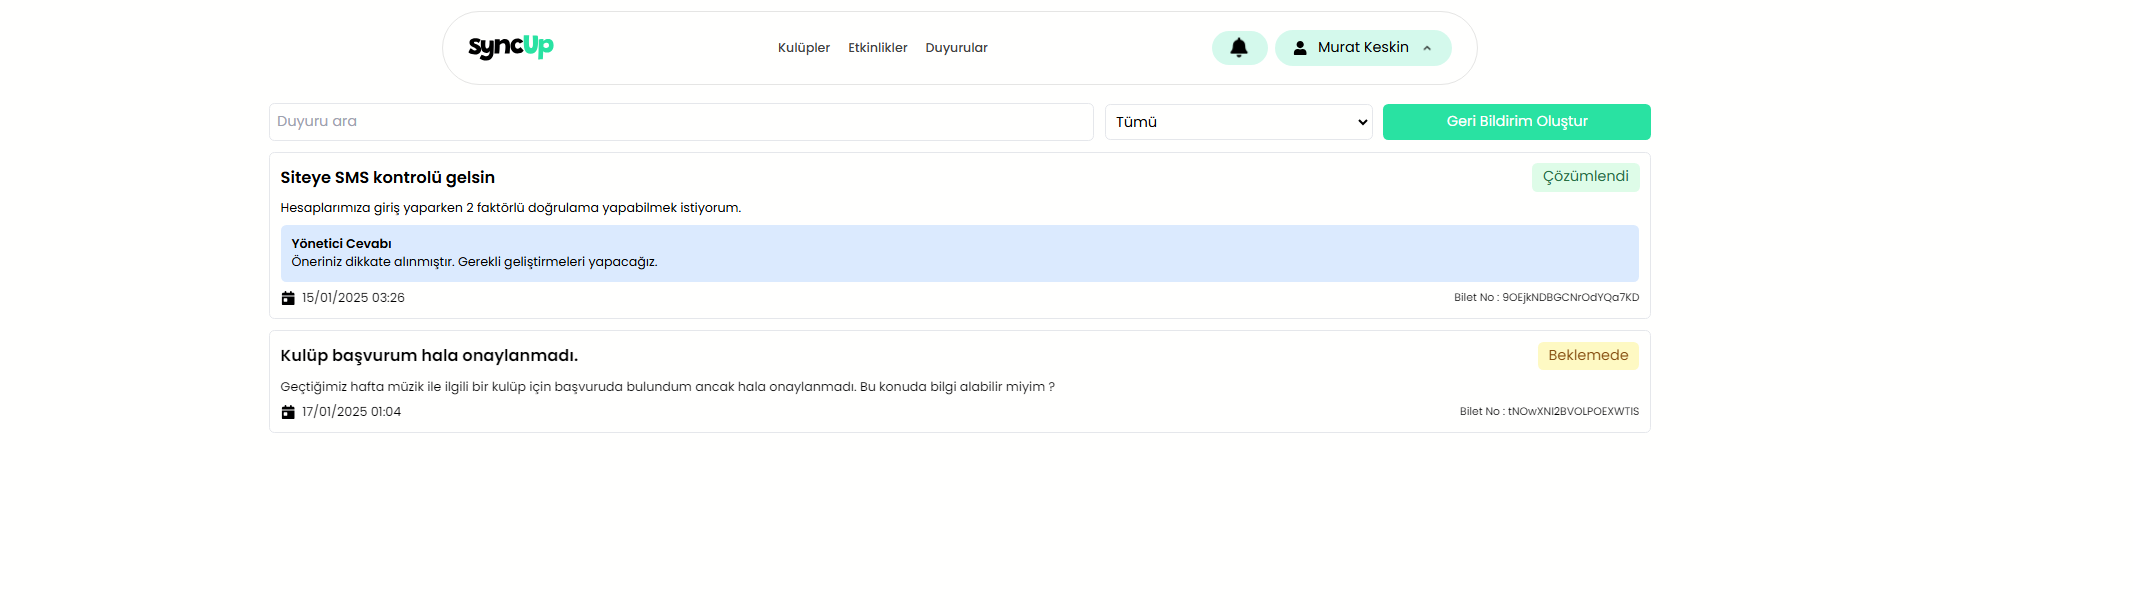 syncUp
Kulüpler Etkinlikler Duyurular
Murat Keskin
Duyuru ara
Tümü
Geri Bildirim Oluştur
Siteye SMS kontrolü gelsin
Çözümlendi
Hesaplarımıza giriş yaparken 2 faktörlü doğrulama yapabilmek istiyorum.
Yönetici Cevabı
Öneriniz dikkate alınmıştır. Gerekli geliştirmeleri yapacağız.
15/01/2025 03:26
Bilet No : 9OEjkNDBGCNrOdYQa7KD
Kulüp başvurum hala onaylanmadı.
Beklemede
Geçtiğimiz hafta müzik ile ilgili bir kulüp için başvuruda bulundum ancak hala onaylanmadı. Bu konuda bilgi alabilir miyim ?
17/01/2025 01:04
Bilet No : tNOwXNI2BVOLPOEXWTIS